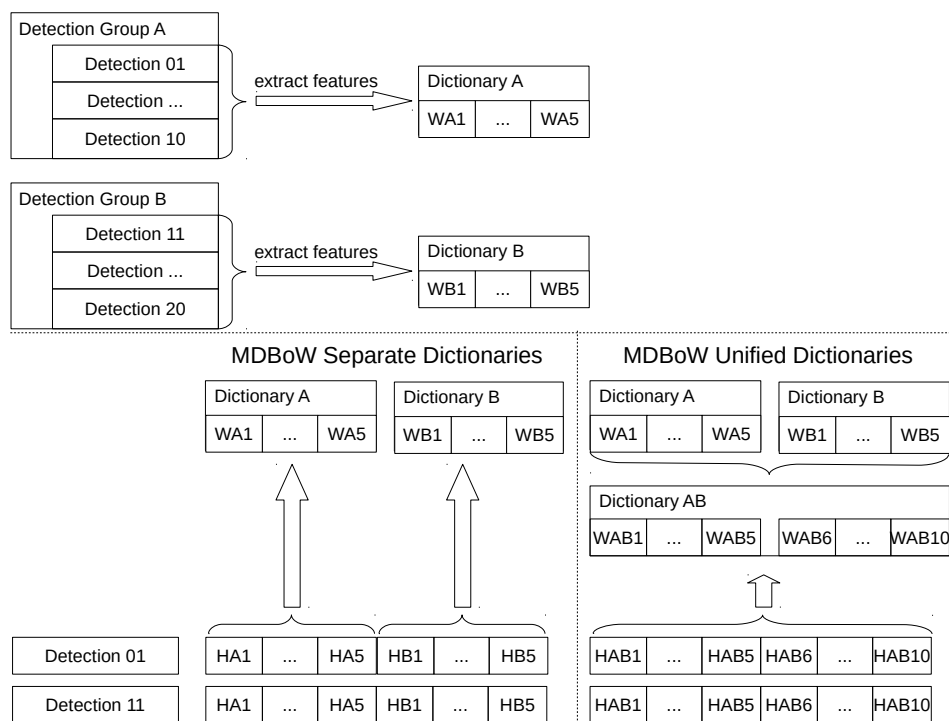 Detection Group A
Detection 01
Detection ...
Detection 10
extract features
Dictionary A
WA1 ... WA5
Detection Group B
Detection 11
Detection ...
Detection 20
extract features
Dictionary B
WB1 ... WB5
MDBoW Separate Dictionaries
Dictionary A Dictionary B
WA1 ... WA5 WB1 ... WB5
MDBoW Unified Dictionaries
Dictionary A Dictionary B
WA1 ... WA5 WB1 ... WB5
Dictionary AB
WAB1 ... WAB5 WAB6 ... WAB10
Detection 01 HA1 ... HA5 HB1 ... HB5 HAB1 ... HAB5 HAB6 ... HAB10
Detection 11 HA1 ... HA5 HB1 ... HB5 HAB1 ... HAB5 HAB6 ... HAB10